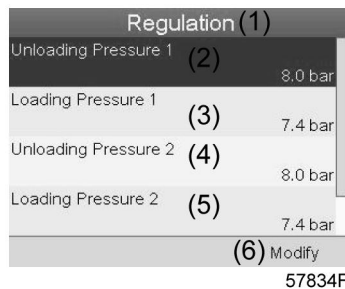 Regulation (1)
Unloading Pressure 1
(2)
8.0 bar
Loading Pressure 1
(3)
7.4 bar
Unloading Pressure 2
(4)
8.0 bar
Loading Pressure 2
(5)
7.4 bar
(6) Modify
57834F